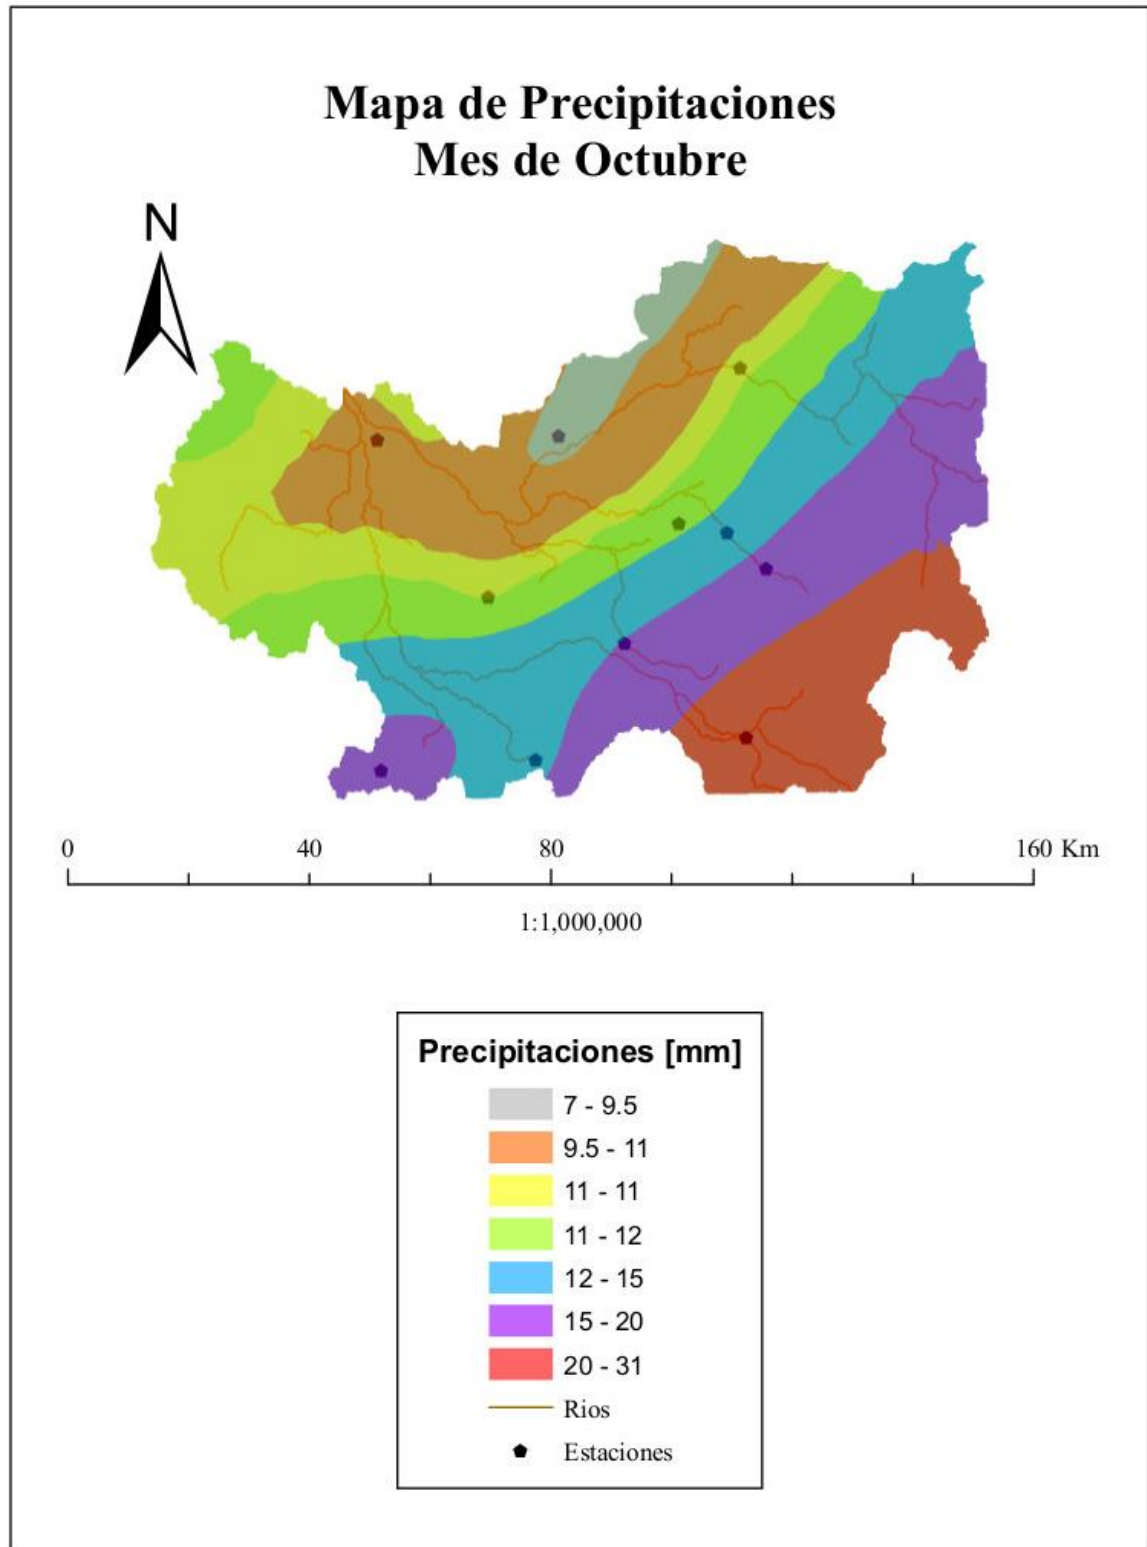 Mapa de Precipitaciones
Mes de Octubre
N
0 40 80 160 Km
1:1,000,000
Precipitaciones [mm]
7 - 9.5
9.5 - 11
11 - 11
11 - 12
12 - 15
15 - 20
20 - 31
Rios
Estaciones